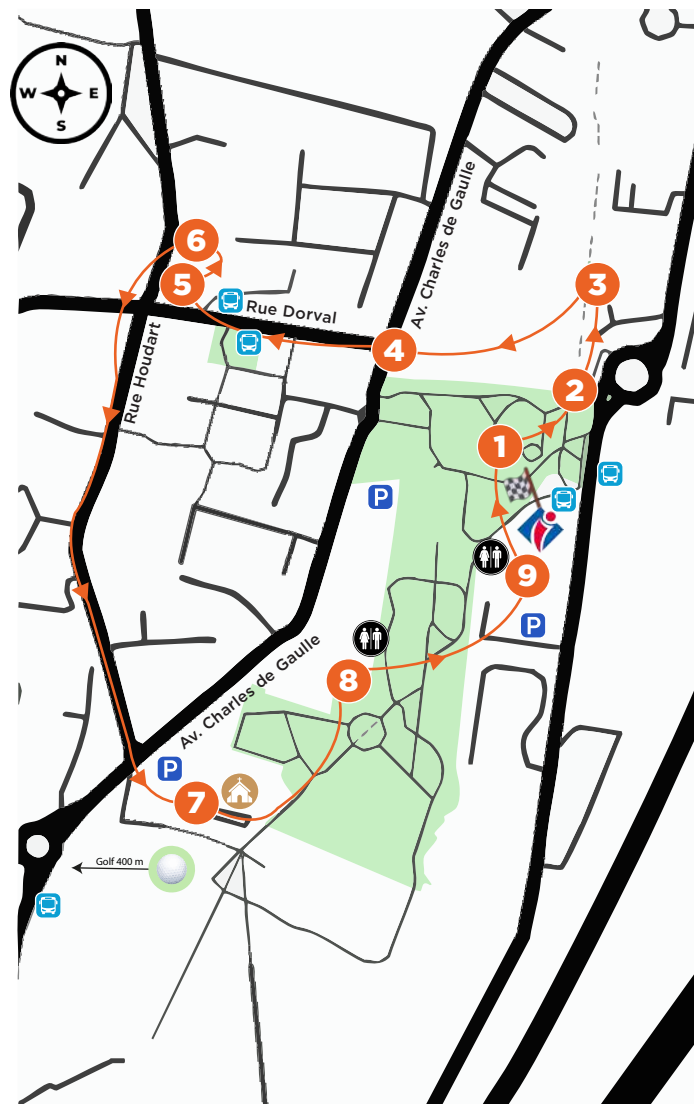 N
W E
S
Av. Charles de Gaulle
6
5
3
Rue Dorval
4
Rue Houdart
2
1
P
9
P
8
Av. Charles de Gaulle
P
7
Golf 400 m